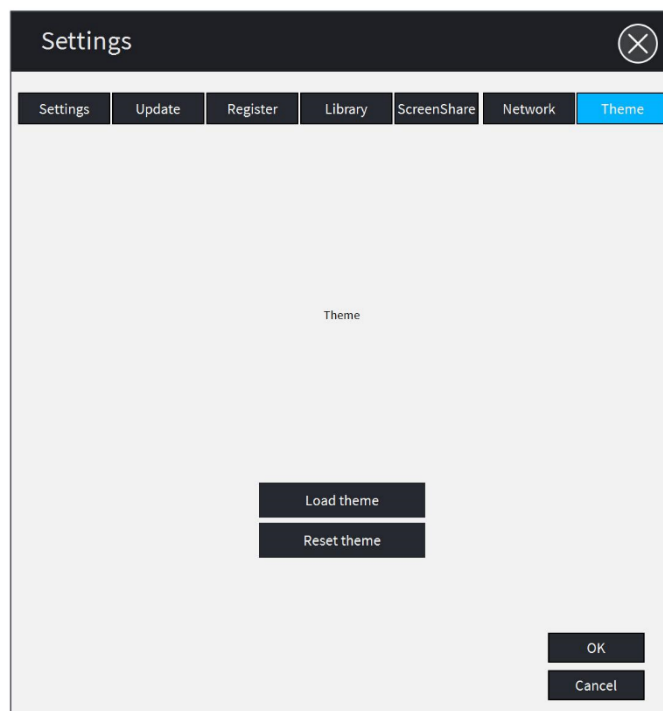 Settings
Settings Update Register Library ScreenShare Network Theme
Theme
Load theme
Reset theme
OK
Cancel